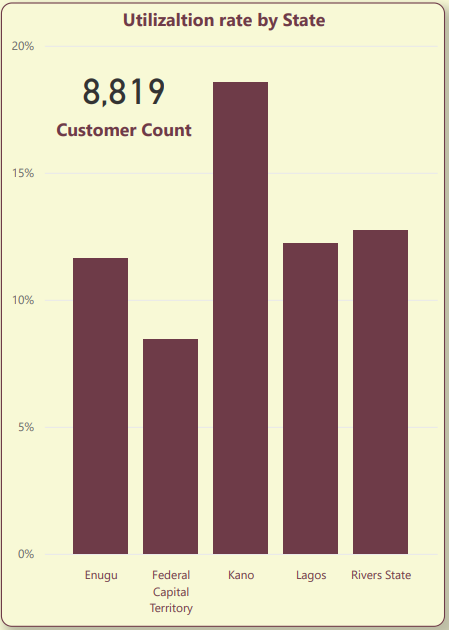 Utilizaltion rate by State
20%
8,819
Customer Count
15%
10%
5%
0%
Enugu
Federal
Capital
Territory
Kano
Lagos
Rivers State